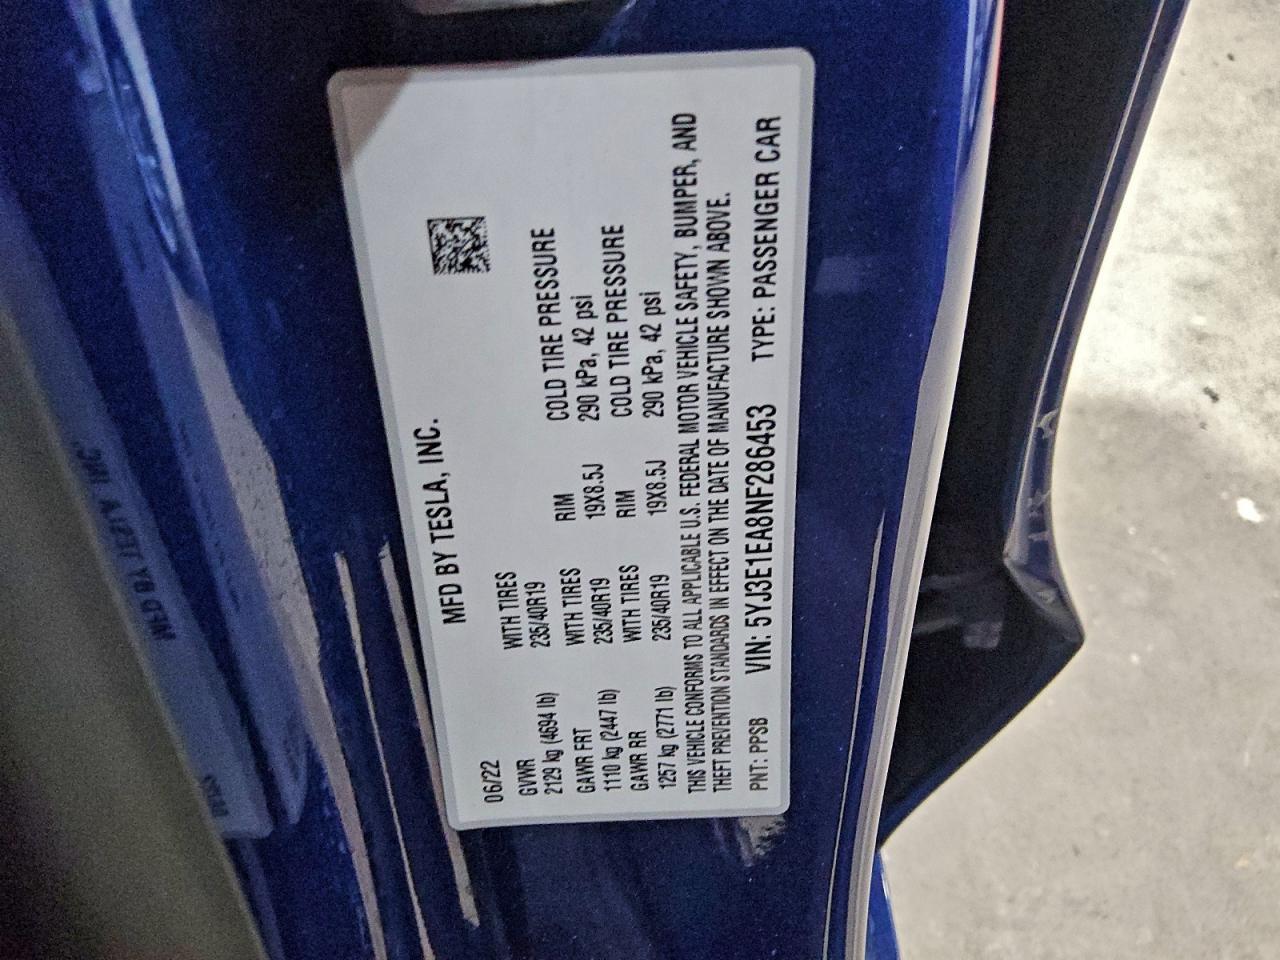 MFD BY TESLA, INC.
06/22
GVWR WITH TIRES RIM COLD TIRE PRESSURE
2129 kg (4694 lb) 235/40R19 19X8.5J 290 kPa, 42 psi
GAWR FRT WITH TIRES RIM COLD TIRE PRESSURE
1110 kg (2447 lb) 235/40R19 19X8.5J 290 kPa, 42 psi
GAWR RR WITH TIRES
1257 kg (2771 lb) 235/40R19
THIS VEHICLE CONFORMS TO ALL APPLICABLE U.S. FEDERAL MOTOR VEHICLE SAFETY, BUMPER, AND
THEFT PREVENTION STANDARDS IN EFFECT ON THE DATE OF MANUFACTURE SHOWN ABOVE.
PNT: PPSB VIN: 5YJ3E1EA8NF286453 TYPE: PASSENGER CAR